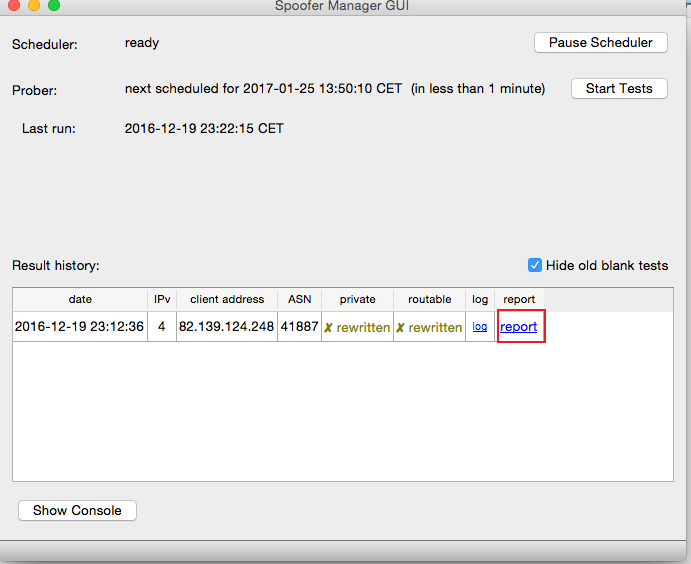 Spoofer Manager GUI
Scheduler: ready Pause Scheduler
Prober: next scheduled for 2017-01-25 13:50:10 CET (in less than 1 minute) Start Tests
Last run: 2016-12-19 23:22:15 CET
Result history: Hide old blank tests
date IPv client address ASN private routable log report
2016-12-19 23:12:36 4 82.139.124.248 41887 ✗ rewritten ✗ rewritten log report
Show Console